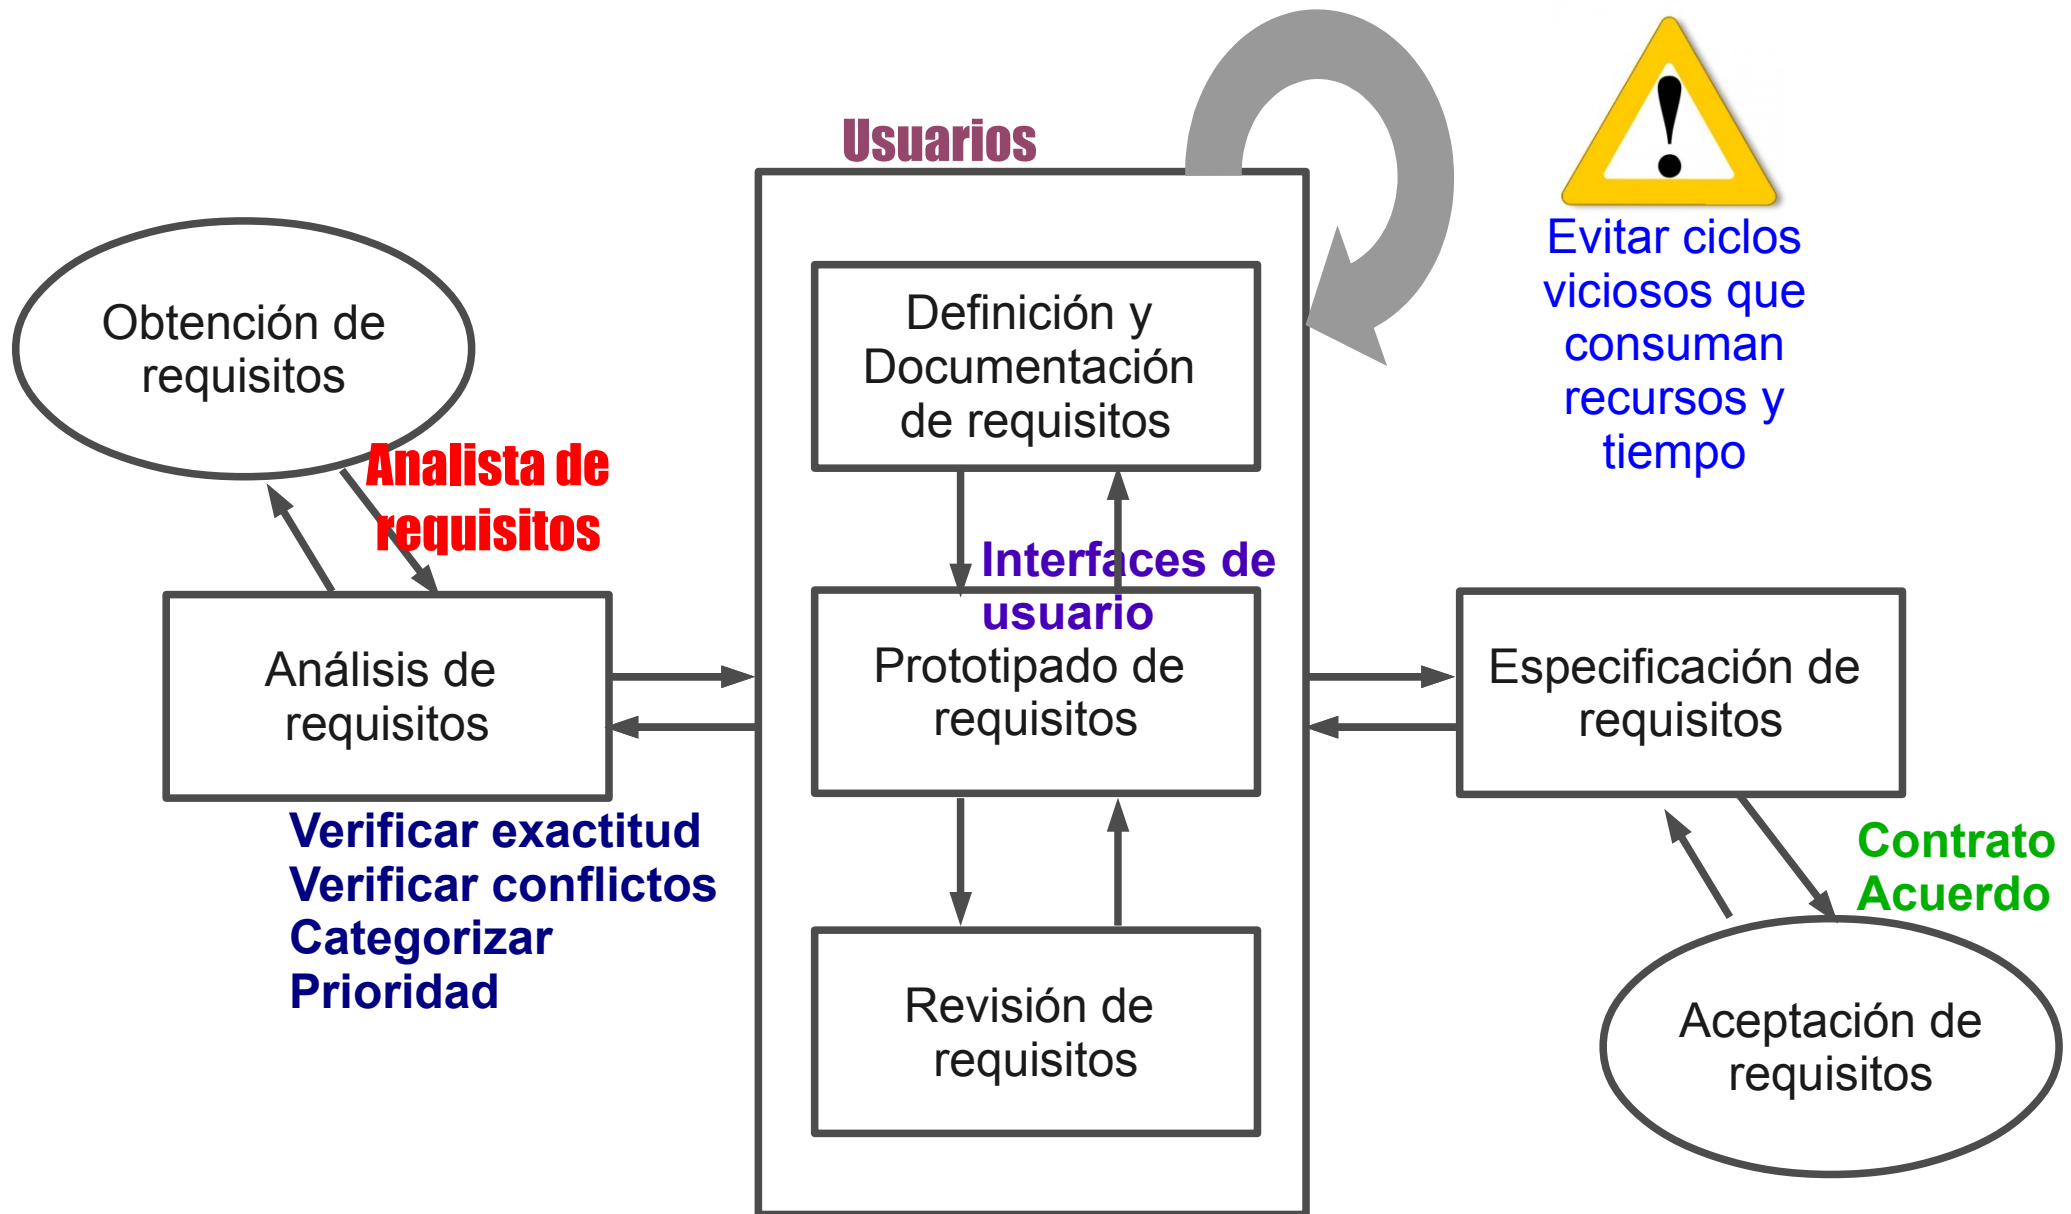 Usuarios
Evitar ciclos
viciosos que
consuman
recursos y
tiempo
Obtención de
requisitos
Analista de
requisitos
Definición y
Documentación
de requisitos
Interfaces de
usuario
Análisis de
requisitos
Prototipado de
requisitos
Especificación de
requisitos
Verificar exactitud
Verificar conflictos
Categorizar
Prioridad
Contrato
Acuerdo
Revisión de
requisitos
Aceptación de
requisitos